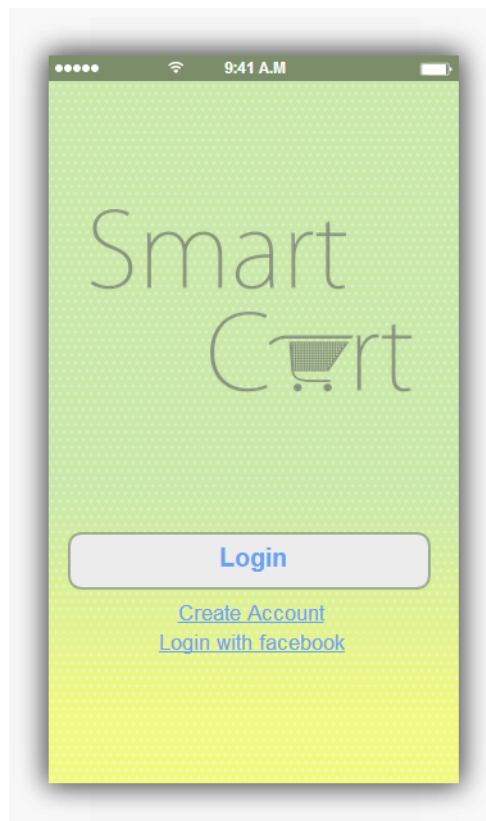 9:41 A.M
Smart
Cart
Login
Create Account
Login with facebook